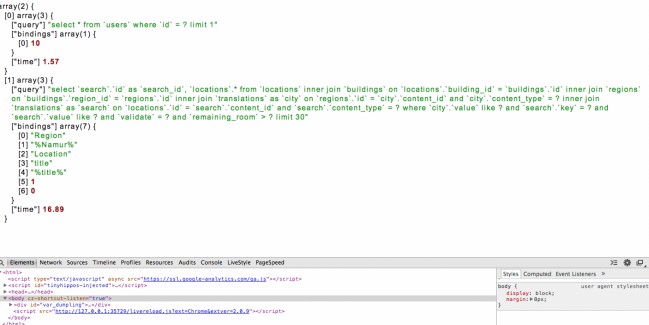 array(2) {
[0] array(3) {
["query"] "select * from `users` where `id` = ? limit 1"
["bindings"] array(1) {
[0] 10
}
["time"] 1.57
}
[1] array(3) {
["query"] "select `search`.`id` as `search_id`, `locations`.* from `locations` inner join `buildings` on `locations`.`building_id` = `buildings`.`id` inner join `regions`
on `buildings`.`region_id` = `regions`.`id` inner join `translations` as `city` on `regions`.`id` = `city`.`content_id` and `city`.`content_type` = ? inner join
`translations` as `search` on `locations`.`id` = `search`.`content_id` and `search`.`content_type` = ? where `city`.`value` like ? and `search`.`key` = ? and
`search`.`value` like ? and `validate` = ? and `remaining_room` > ? limit 30"
["bindings"] array(7) {
[0] "Region"
[1] "%Namur%"
[2] "Location"
[3] "title"
[4] "%title%"
[5] 1
[6] 0
}
["time"] 16.89
}
Elements Network Sources Timeline Profiles Resources Audits Console LiveStyle PageSpeed
<html>
<script type="text/javascript" async src="https://ssl.google-analytics.com/ga.js"></script>
<script id="tinyhippos-injected">…</script>
<head>…</head>
<body cz-shortcut-listen="true">
<div id="var_dumpling">…</div>
<script src="http://127.0.0.1:35729/livereload.js?ext=Chrome&extver=2.0.9"></script>
</body>
</html>
Styles Computed Event Listeners »
body { user agent stylesheet
display: block;
margin: 8px;
}